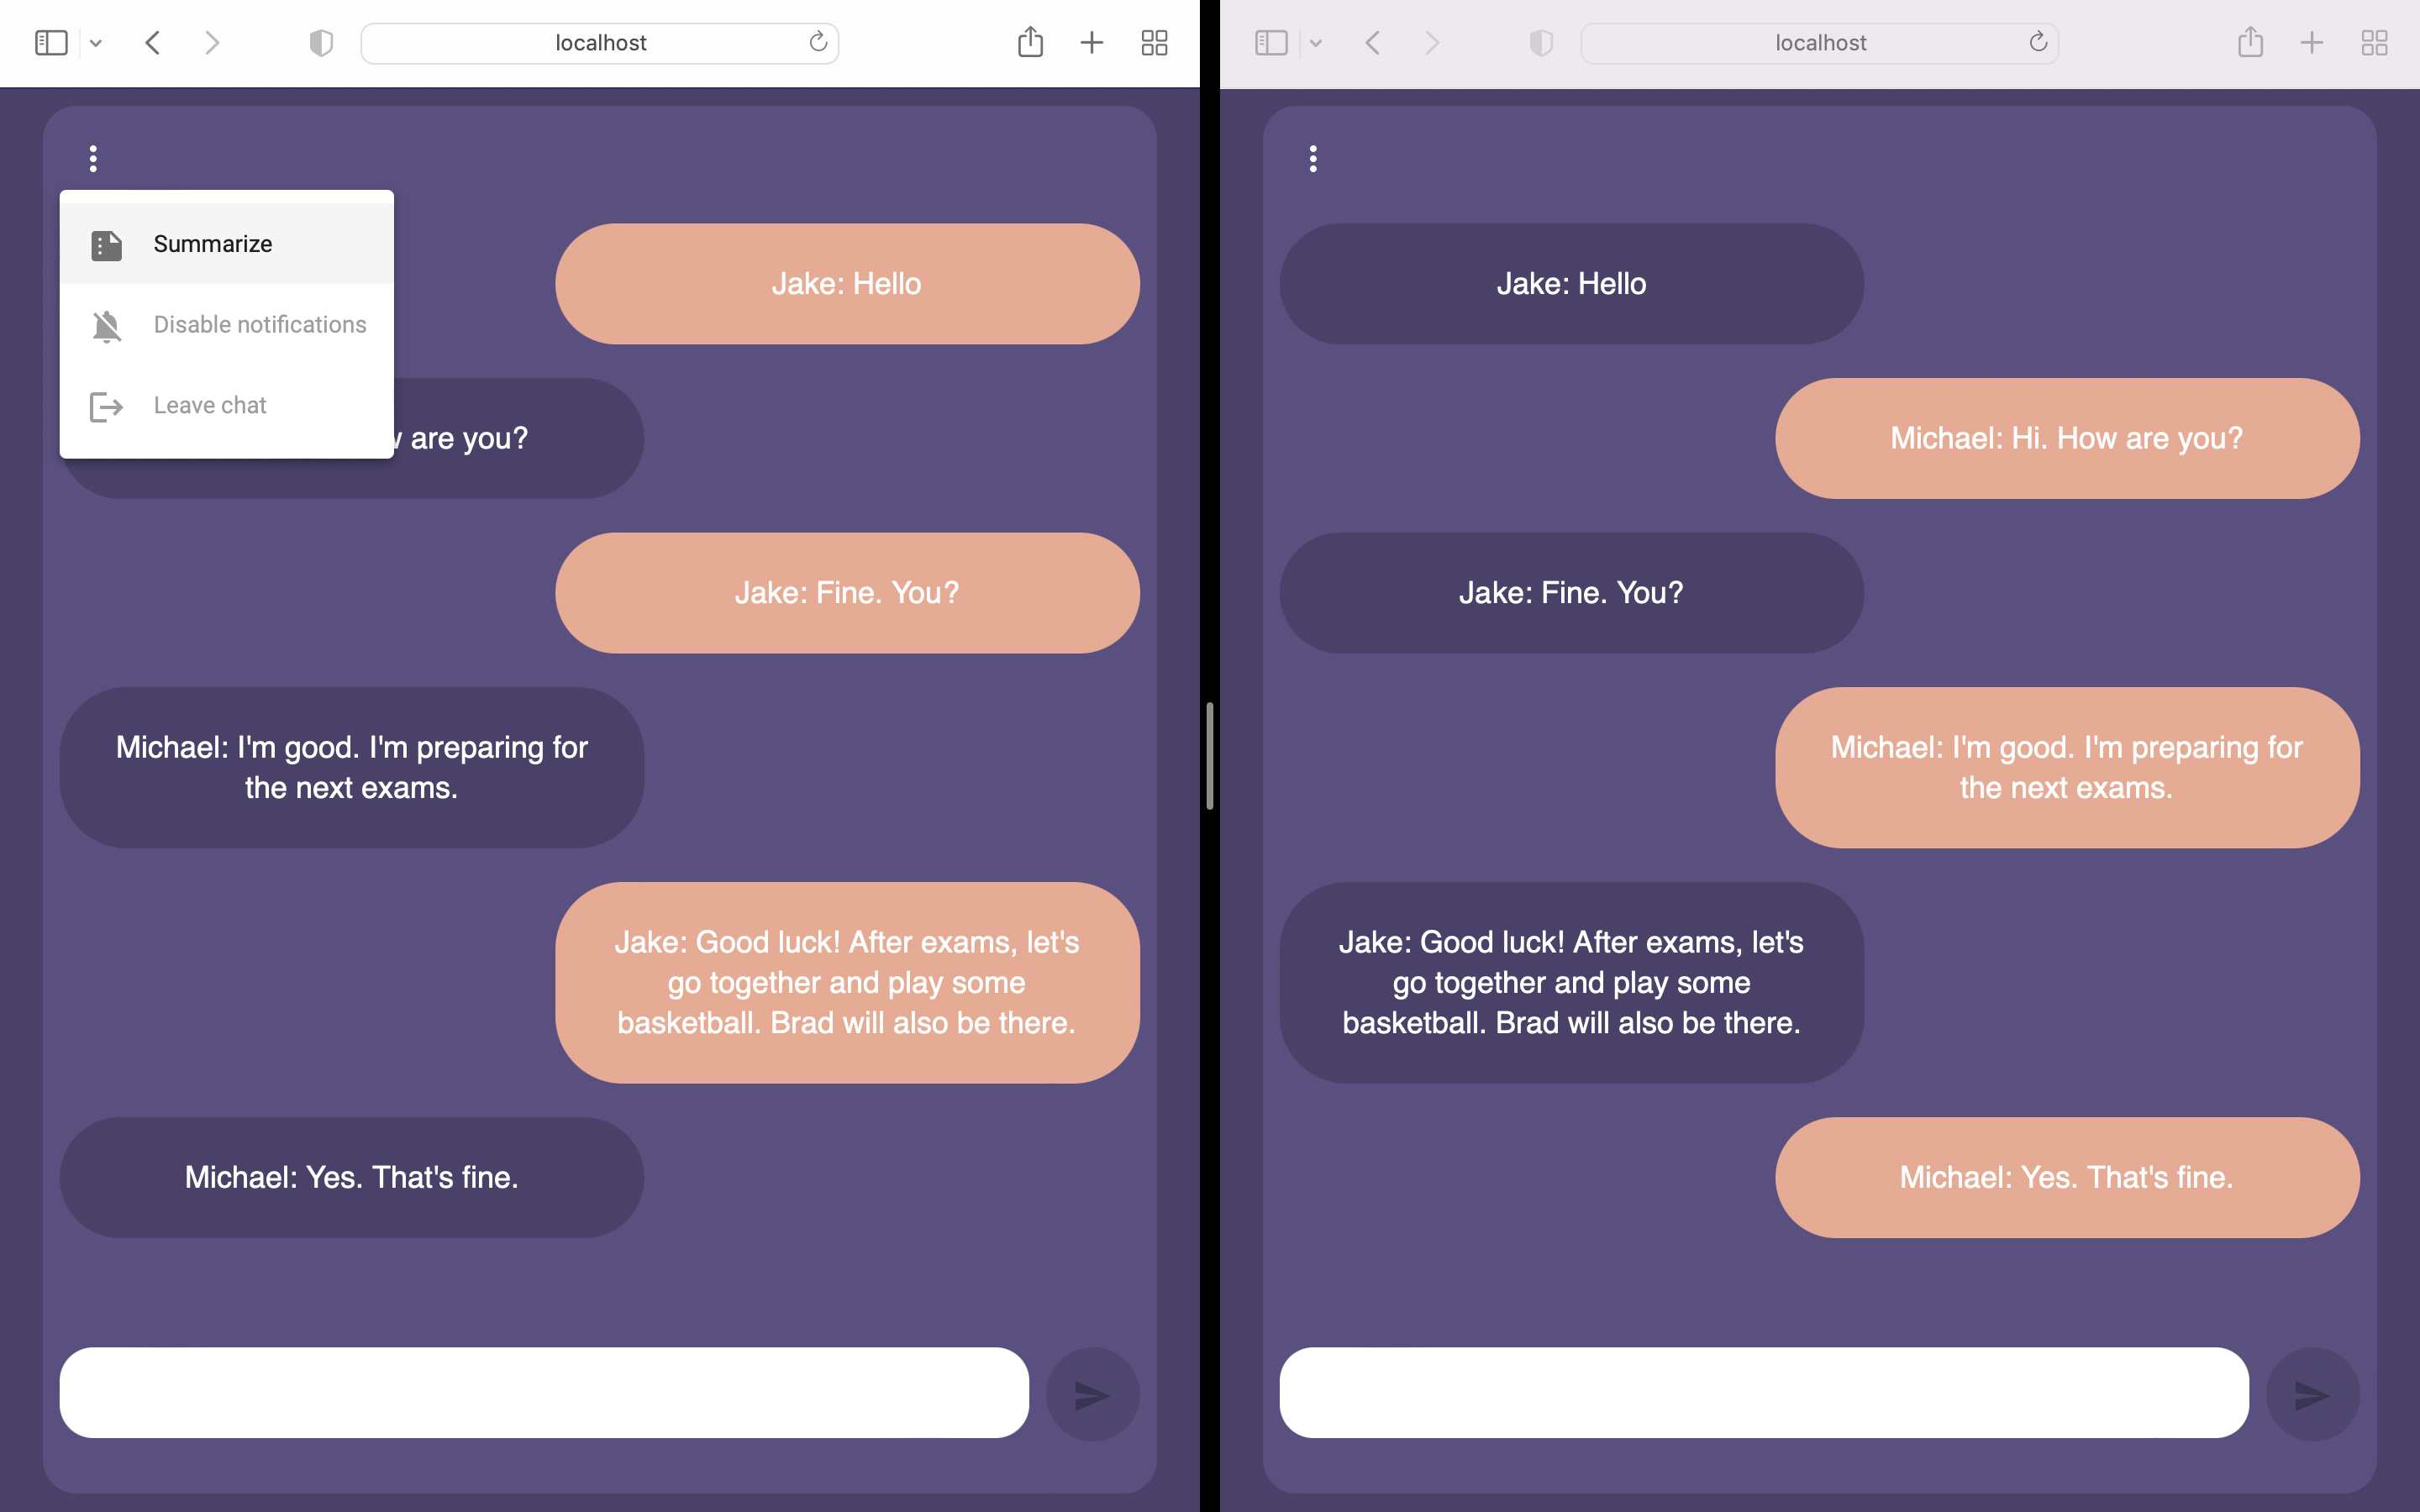 localhost
Summarize
Disable notifications
Leave chat
Jake: Hello
are you?
Jake: Fine. You?
Michael: I'm good. I'm preparing for
the next exams.
Jake: Good luck! After exams, let's
go together and play some
basketball. Brad will also be there.
Michael: Yes. That's fine.
localhost
Jake: Hello
Michael: Hi. How are you?
Jake: Fine. You?
Michael: I'm good. I'm preparing for
the next exams.
Jake: Good luck! After exams, let's
go together and play some
basketball. Brad will also be there.
Michael: Yes. That's fine.